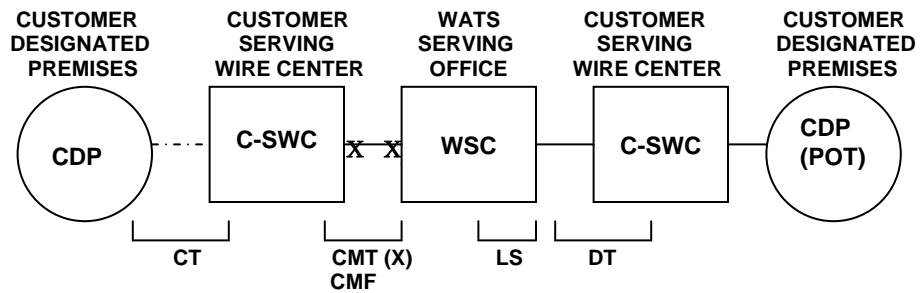 CUSTOMER DESIGNATED PREMISES
CUSTOMER SERVING WIRE CENTER
WATS SERVING OFFICE
CUSTOMER SERVING WIRE CENTER
CUSTOMER DESIGNATED PREMISES
CDP
C-SWC
X
X
WSC
C-SWC
CDP
(POT)
CT
CMT (X)
CMF
LS
DT